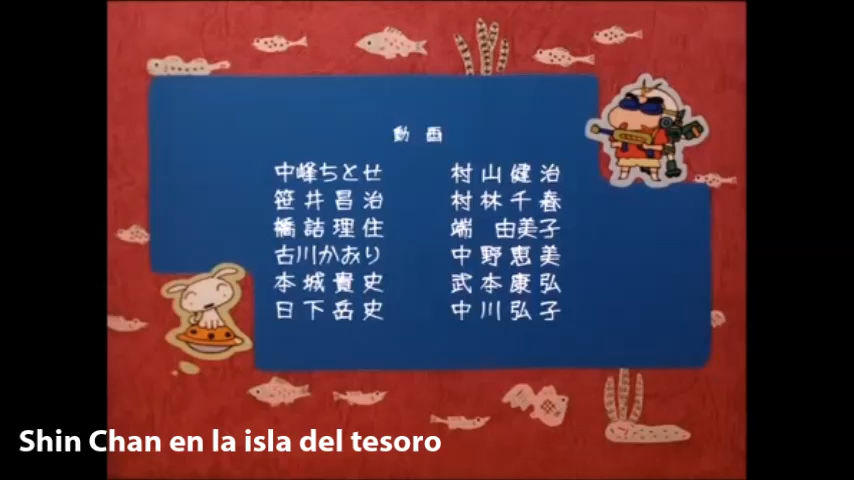 動画
中峰ちとせ 村山健治
笹井昌治 村林千春
橋詰理住 端 由美子
古川かおり 中野恵美
本城貴史 武本康弘
日下岳史 中川弘子
Shin Chan en la isla del tesoro